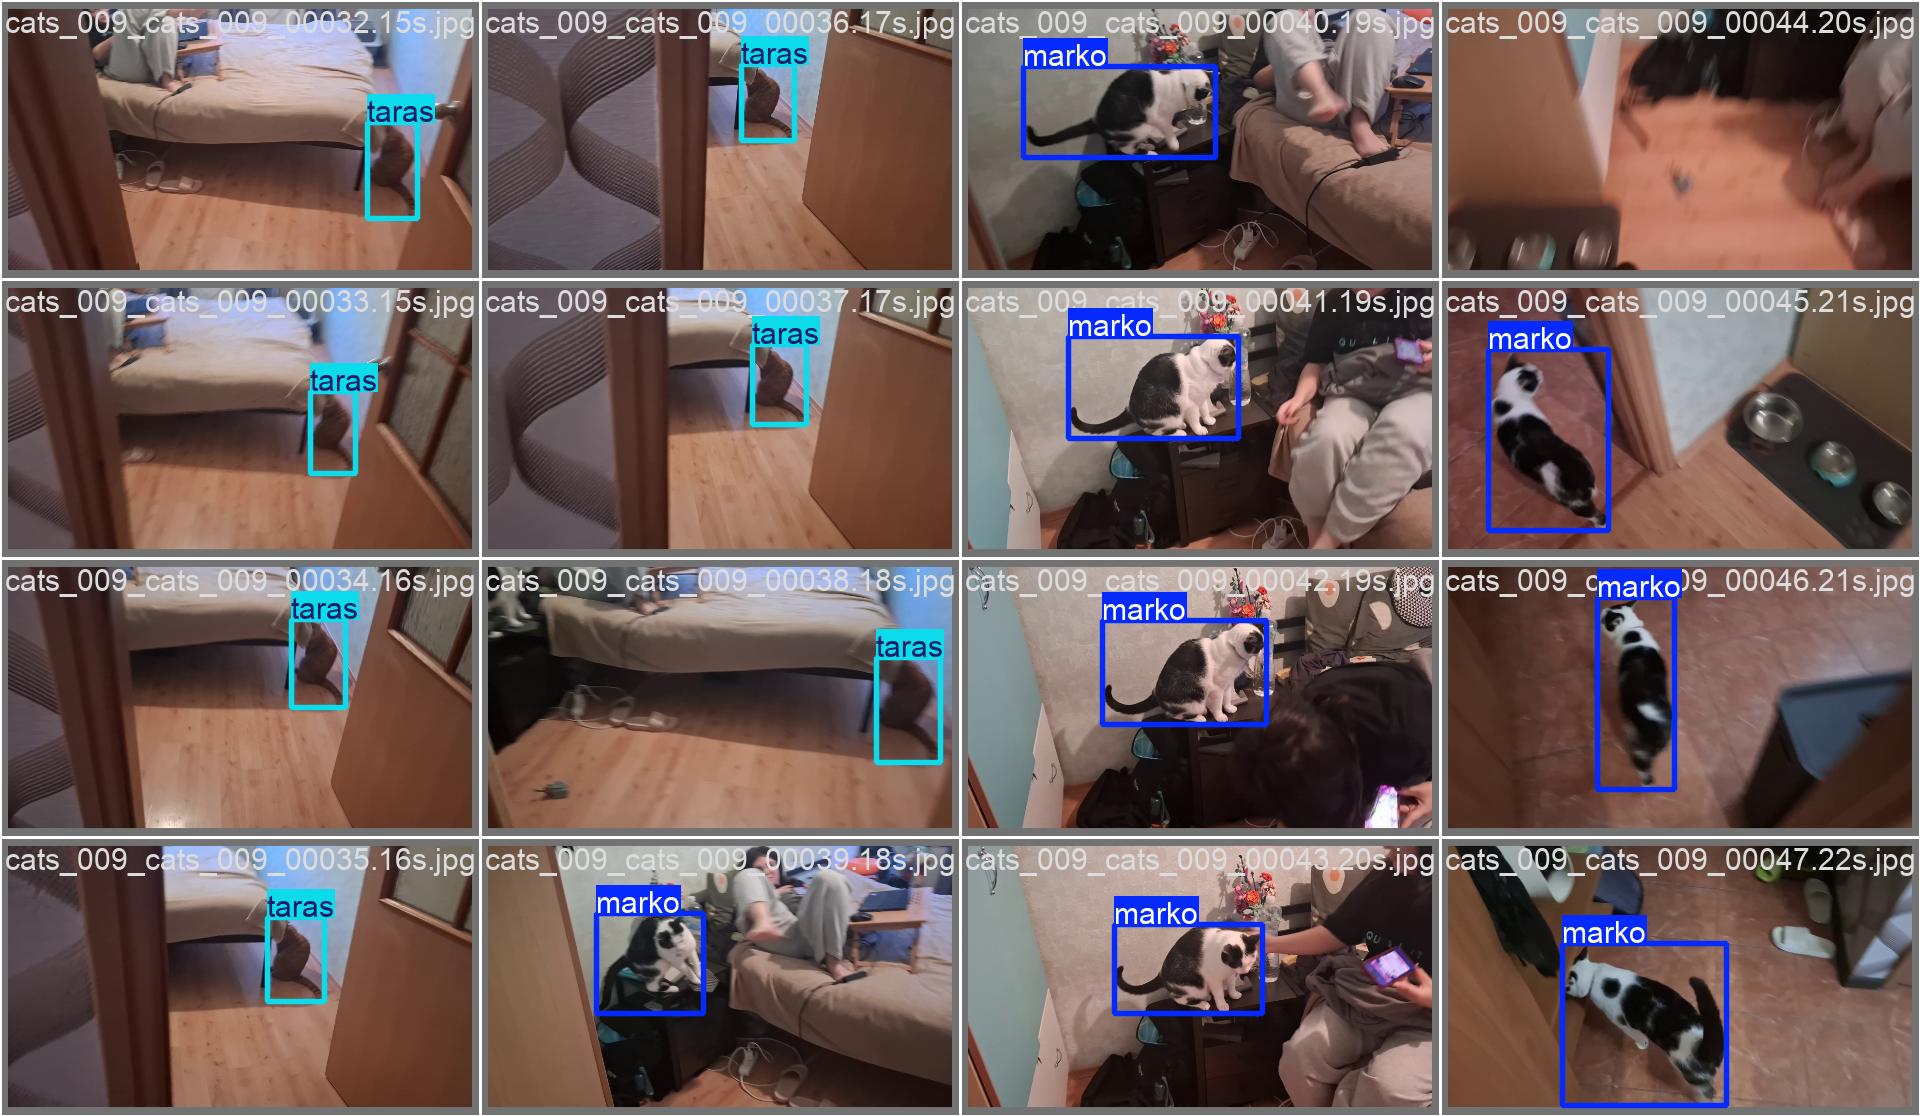 cats_009_cats_009_00032.15s.jpg
taras
cats_009_cats_009_00036.17s.jpg
taras
cats_009_cats_009_00040.19s.jpg
marko
cats_009_cats_009_00044.20s.jpg
cats_009_cats_009_00033.15s.jpg
taras
cats_009_cats_009_00037.17s.jpg
taras
cats_009_cats_009_00041.19s.jpg
marko
cats_009_cats_009_00045.21s.jpg
marko
cats_009_cats_009_00034.16s.jpg
taras
cats_009_cats_009_00038.18s.jpg
taras
cats_009_cats_009_00042.19s.jpg
marko
cats_009_c 09_00046.21s.jpg
marko
cats_009_cats_009_00035.16s.jpg
taras
cats_009_cats_009_00039.18s.jpg
marko
cats_009_cats_009_00043.20s.jpg
marko
cats_009_cats_009_00047.22s.jpg
marko